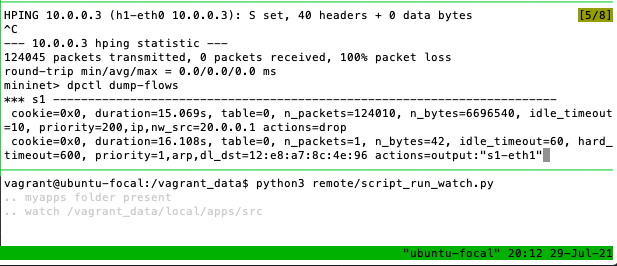 HPING 10.0.0.3 (h1-eth0 10.0.0.3): S set, 40 headers + 0 data bytes [5/8]
^C
--- 10.0.0.3 hping statistic ---
124045 packets transmitted, 0 packets received, 100% packet loss
round-trip min/avg/max = 0.0/0.0/0.0 ms
mininet> dpctl dump-flows
*** s1 ------------------------------------------------------------------------
 cookie=0x0, duration=15.069s, table=0, n_packets=124010, n_bytes=6696540, idle_timeout
=10, priority=200,ip,nw_src=20.0.0.1 actions=drop
 cookie=0x0, duration=16.108s, table=0, n_packets=1, n_bytes=42, idle_timeout=60, hard_
timeout=600, priority=1,arp,dl_dst=12:e8:a7:8c:4e:96 actions=output:"s1-eth1"
vagrant@ubuntu-focal:/vagrant_data$ python3 remote/script_run_watch.py
.. myapps folder present
.. watch /vagrant_data/local/apps/src
"ubuntu-focal" 20:12 29-Jul-21